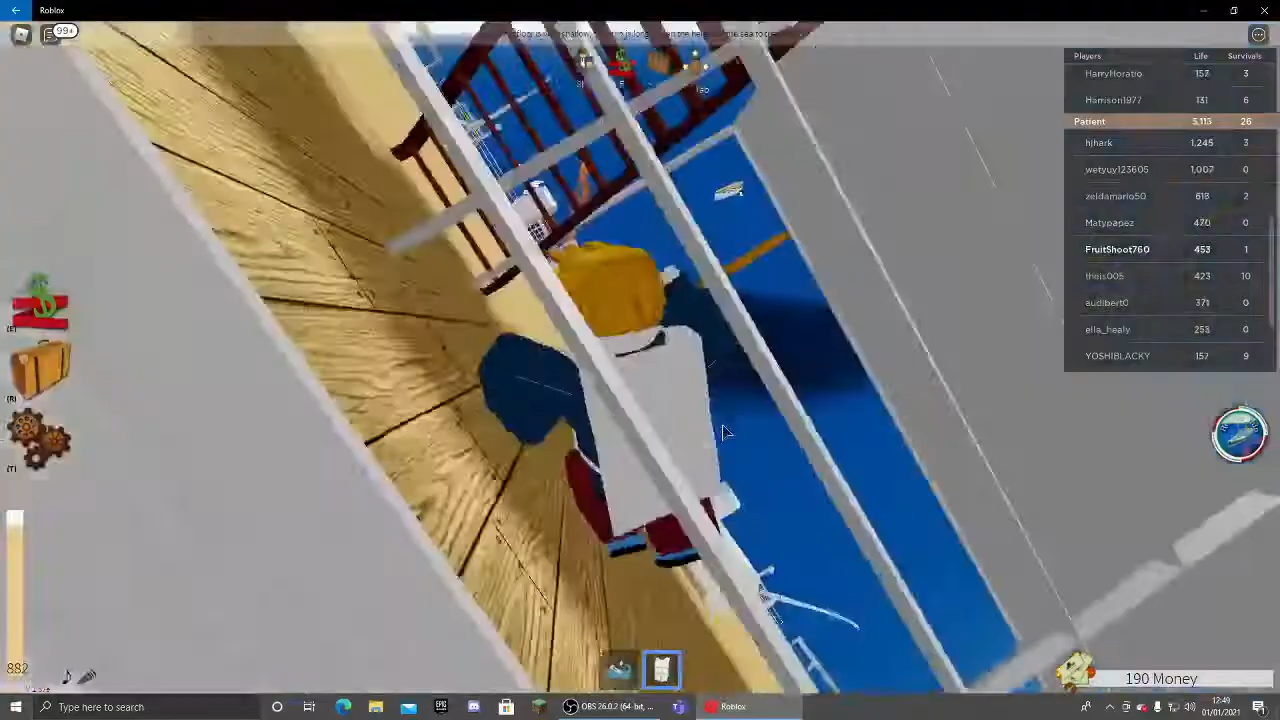 Roblox
99+
Players Life Survivals
HarryHoratio 157 3
Harrison1977 131 6
Patient 5,113 26
hjhark 1,245 3
wetyuy123605 1,007 0
zeldamario50 618 2
Matypapez 470 0
FruitShoot760 453 1
theis005 423 10
audibert0 371 0
ella_healy 253 0
YOSHIBLACKY 157 9
(E)
(R)
(T)
882
190 Money
Type here to search
OBS 26.0.2 (64-bit, ...
Roblox
12:49
01/01/2021